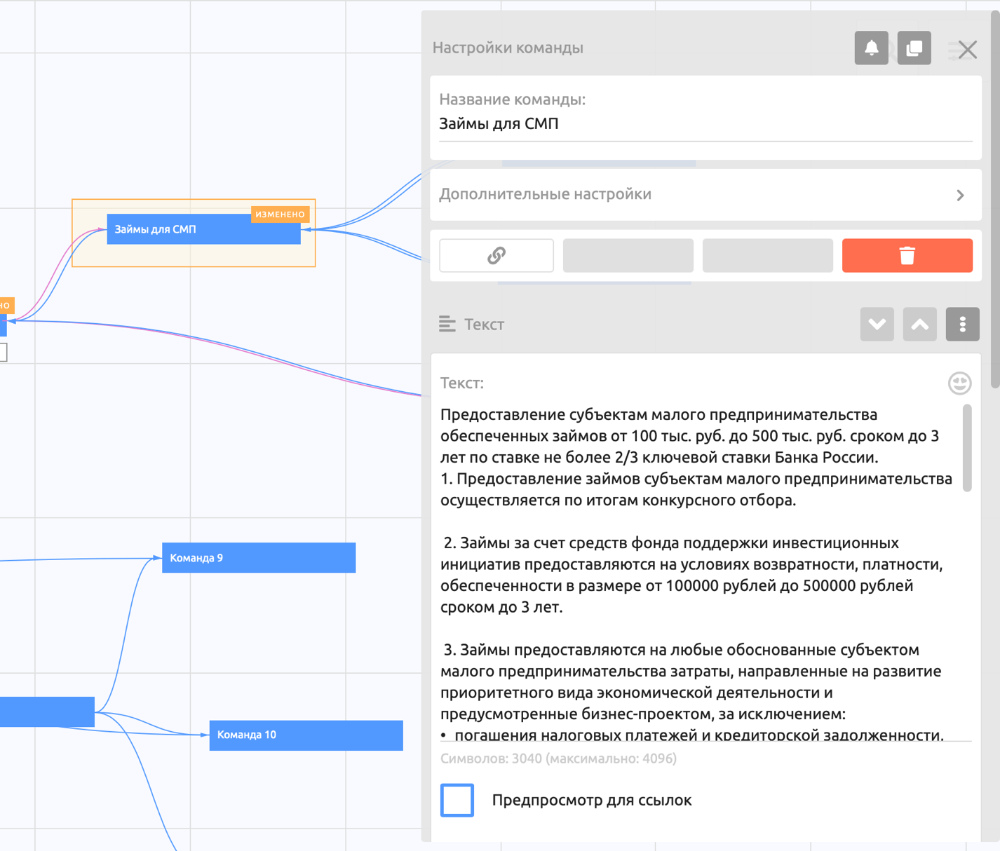 Настройки команды
Название команды:
Займы для СМП
Дополнительные настройки
ИЗМЕНЕНО
Займы для СМП
НО
Текст
Текст:
Предоставление субъектам малого предпринимательства
обеспеченных займов от 100 тыс. руб. до 500 тыс. руб. сроком до 3
лет по ставке не более 2/3 ключевой ставки Банка России.
1. Предоставление займов субъектам малого предпринимательства
осуществляется по итогам конкурсного отбора.
2. Займы за счет средств фонда поддержки инвестиционных
инициатив предоставляются на условиях возвратности, платности,
обеспеченности в размере от 100000 рублей до 500000 рублей
сроком до 3 лет.
3. Займы предоставляются на любые обоснованные субъектом
малого предпринимательства затраты, направленные на развитие
приоритетного вида экономической деятельности и
предусмотренные бизнес-проектом, за исключением:
• погашения налоговых платежей и кредиторской задолженности,
Символов: 3040 (максимально: 4096)
Предпросмотр для ссылок
Команда 9
Команда 10